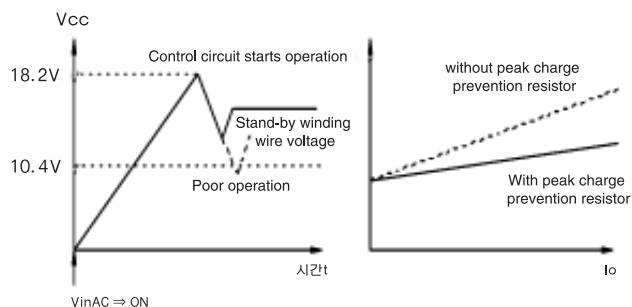 Vcc
18.2V
Control circuit starts operation
Stand-by winding
wire voltage
10.4V
Poor operation
시간t
VinAC ⇒ ON
without peak charge
prevention resistor
With peak charge
prevention resistor
Io